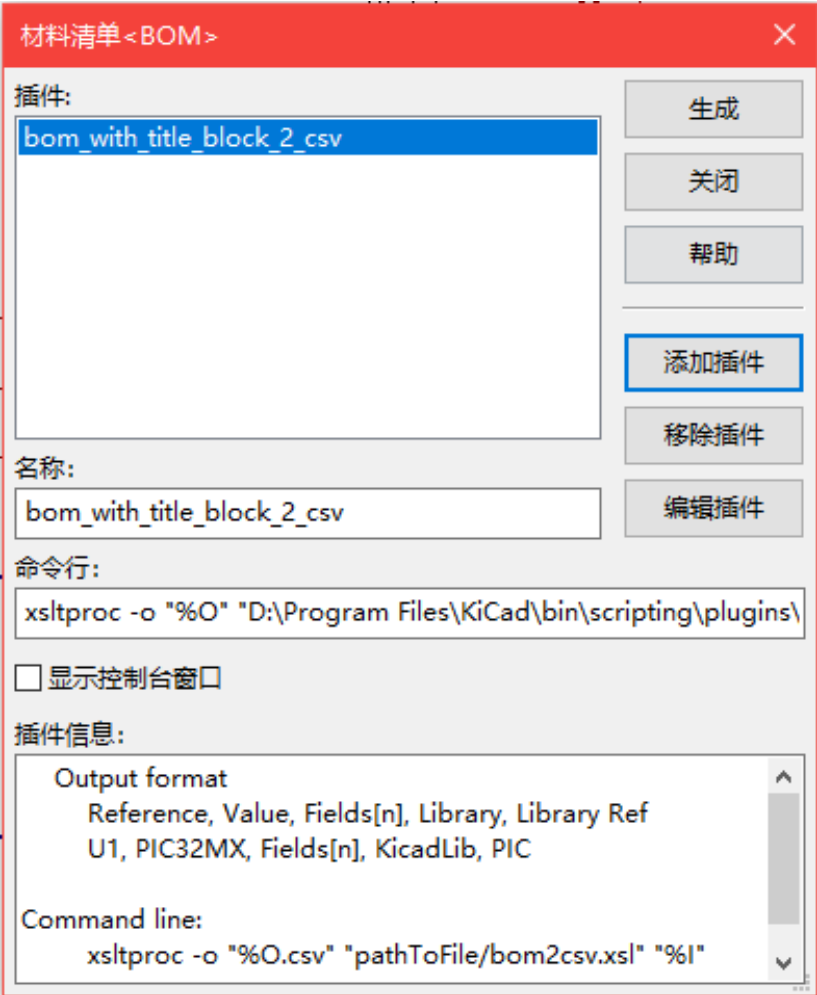 材料清单<BOM>
插件:
bom_with_title_block_2_csv
生成
关闭
帮助
添加插件
移除插件
编辑插件
名称:
bom_with_title_block_2_csv
命令行:
xsltproc -o "%O" "D:\Program Files\KiCad\bin\scripting\plugins\
显示控制台窗口
插件信息:
Output format
Reference, Value, Fields[n], Library, Library Ref
U1, PIC32MX, Fields[n], KicadLib, PIC
Command line:
xsltproc -o "%O.csv" "pathToFile/bom2csv.xsl" "%I"